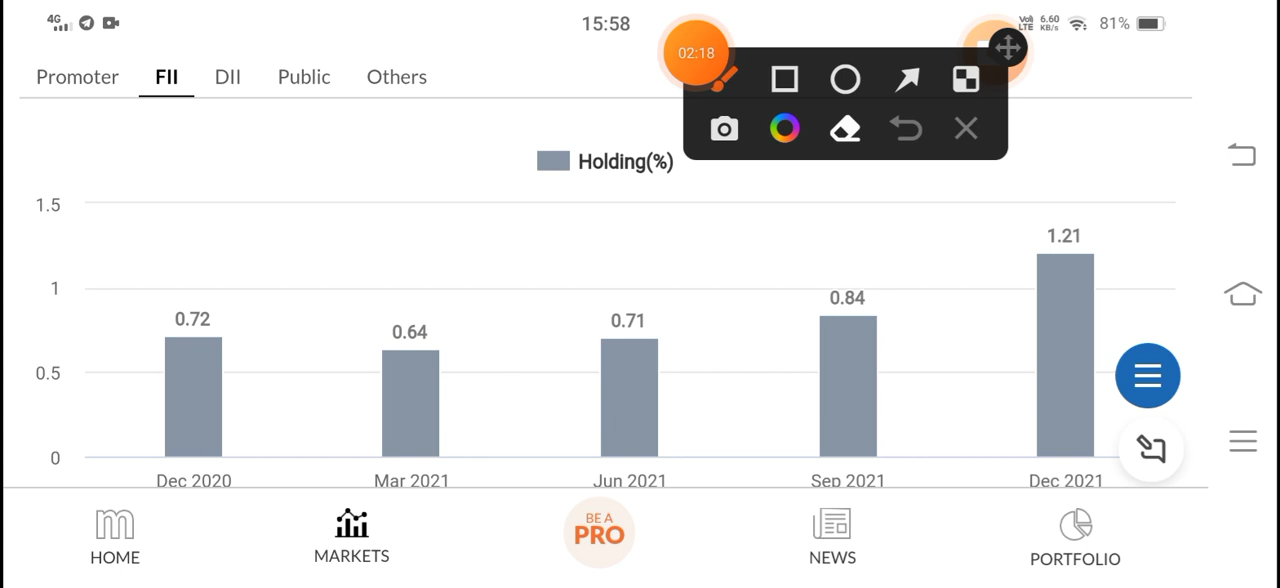 4G 15:58 Volt LTE 6.60 KB/s 81%
02:18
Promoter FII DII Public Others
Holding(%)
1.5
1
0.5
0
0.72
0.64
0.71
0.84
1.21
Dec 2020 Mar 2021 Jun 2021 Sep 2021 Dec 2021
m
HOME
MARKETS
BE A
PRO
NEWS
PORTFOLIO